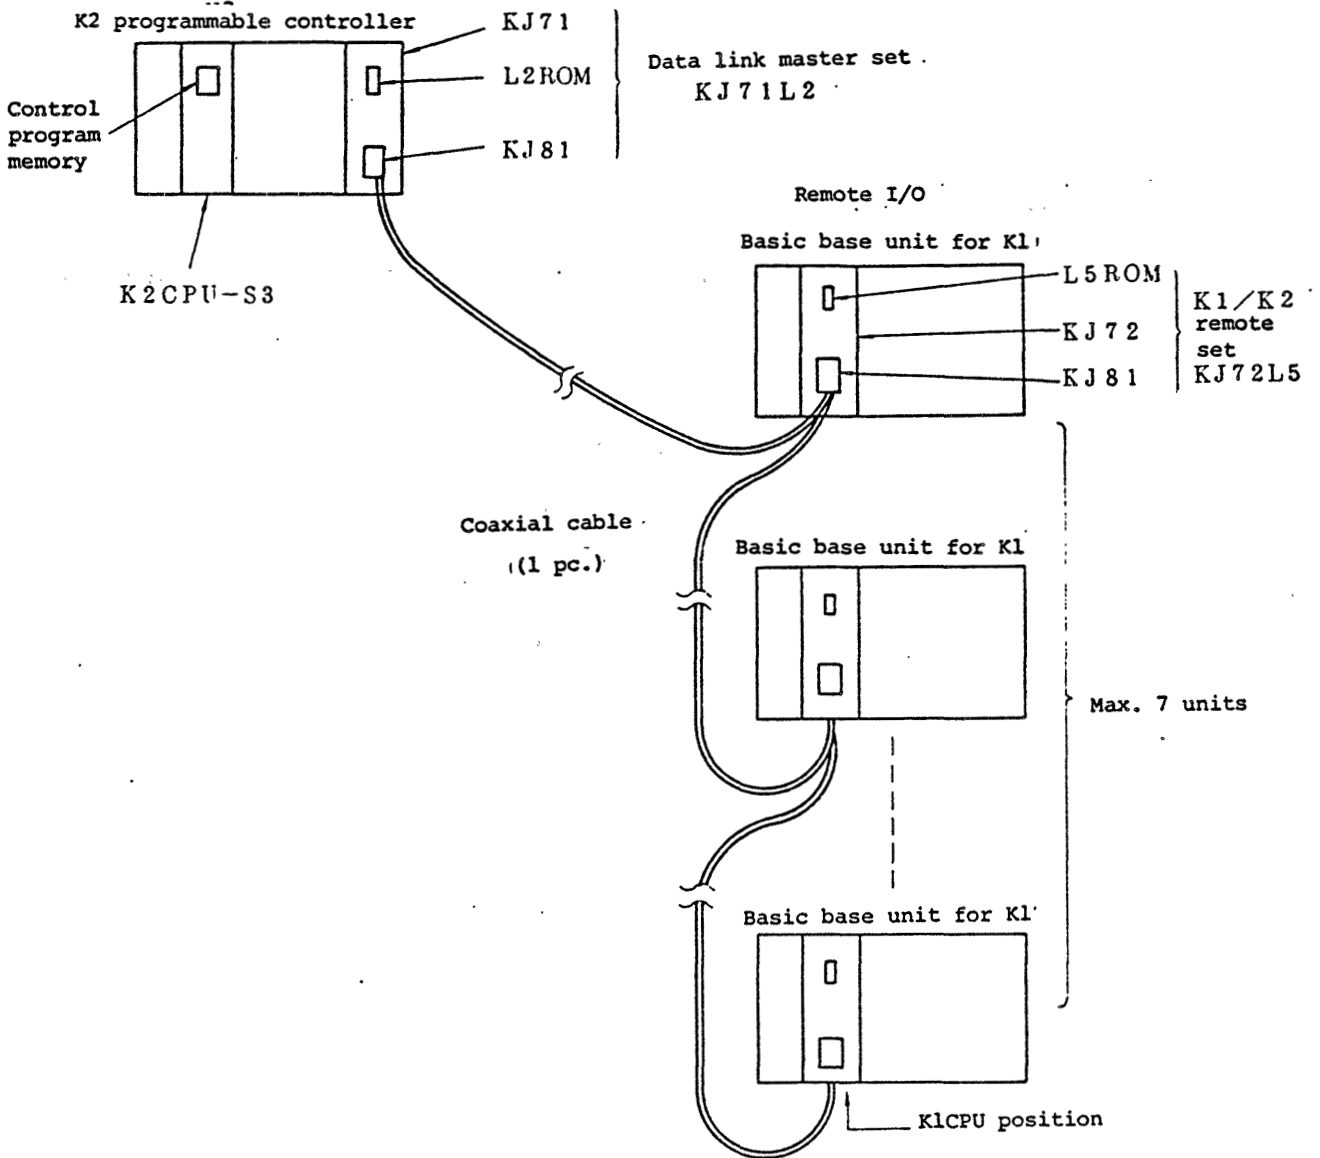 K2 programmable controller
KJ71
L2ROM
KJ81
Data link master set
KJ71L2
Control
program
memory
K2CPU-S3
Remote I/O
Basic base unit for K1
L5ROM
KJ72
KJ81
K1/K2
remote
set
KJ72L5
Coaxial cable
(1 pc.)
Basic base unit for K1
Max. 7 units
Basic base unit for K1
K1CPU position